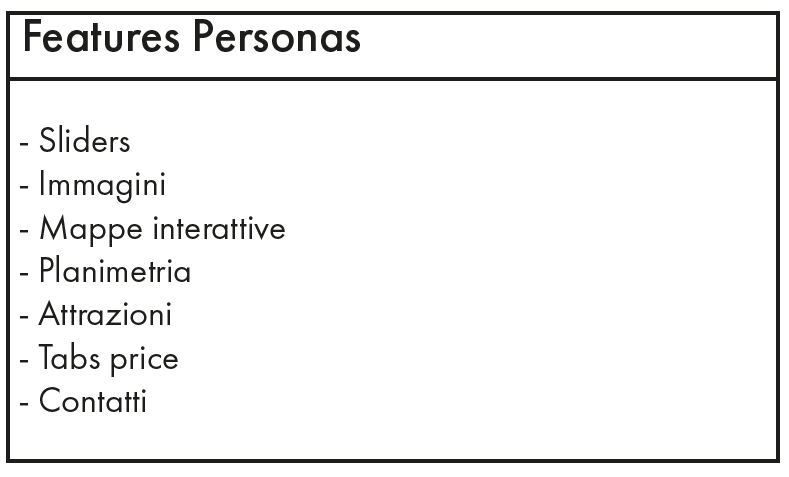 Features Personas
- Sliders
- Immagini
- Mappe interattive
- Planimetria
- Attrazioni
- Tabs price
- Contatti